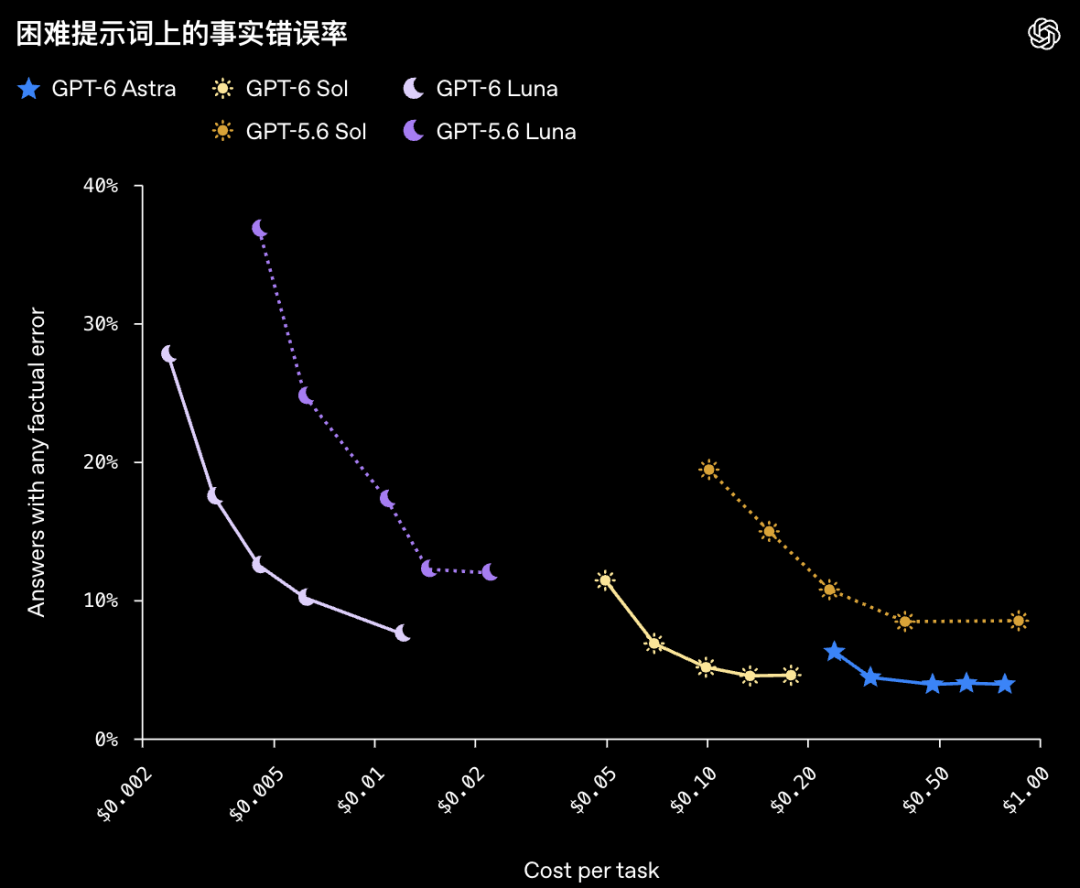 困难提示词上的事实错误率
GPT-6 Astra
GPT-6 Sol
GPT-6 Luna
GPT-5.6 Sol
GPT-5.6 Luna
40%
30%
20%
10%
0%
Answers with any factual error
$0.002
$0.005
$0.01
$0.02
$0.05
$0.10
$0.20
$0.50
$1.00
Cost per task